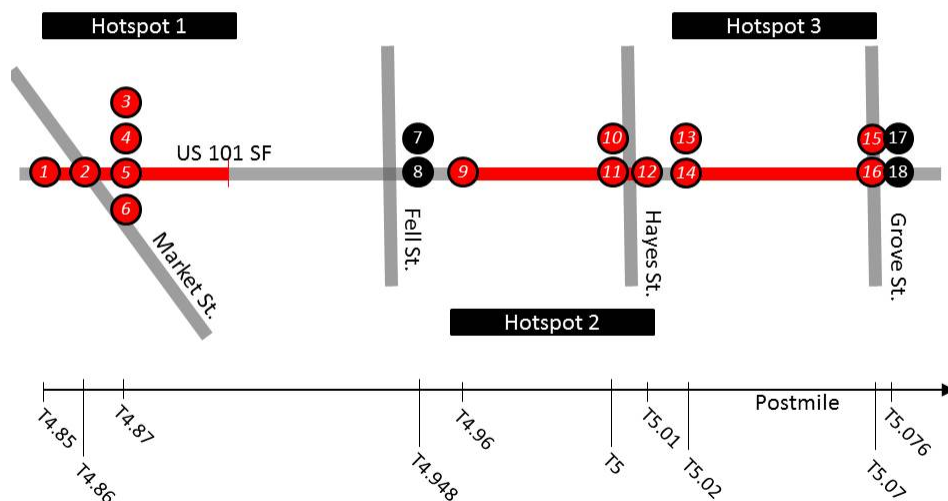 Hotspot 1
Hotspot 3
3
4
7
10
13
15
17
US 101 SF
1
2
5
8
9
11
12
14
16
18
6
Market St.
Fell St.
Hayes St.
Grove St.
Hotspot 2
Postmile
T4.85
T4.86
T4.87
T4.948
T4.96
T5
T5.01
T5.02
T5.07
T5.076